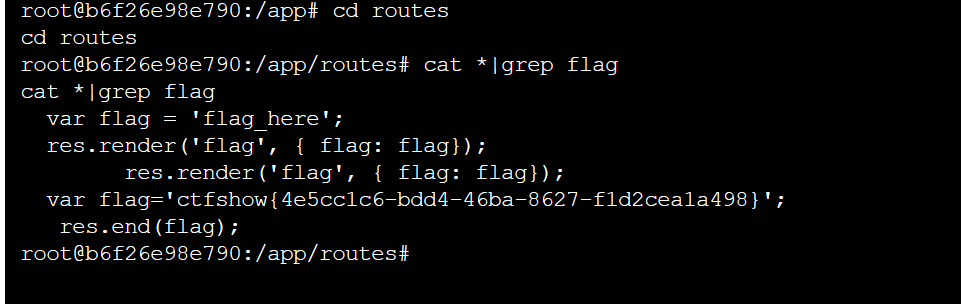 root@b6f26e98e790:/app# cd routes
cd routes
root@b6f26e98e790:/app/routes# cat *|grep flag
cat *|grep flag
  var flag = 'flag_here';
  res.render('flag', { flag: flag});
        res.render('flag', { flag: flag});
  var flag='ctfshow{4e5cc1c6-bdd4-46ba-8627-f1d2cea1a498}';
   res.end(flag);
root@b6f26e98e790:/app/routes#